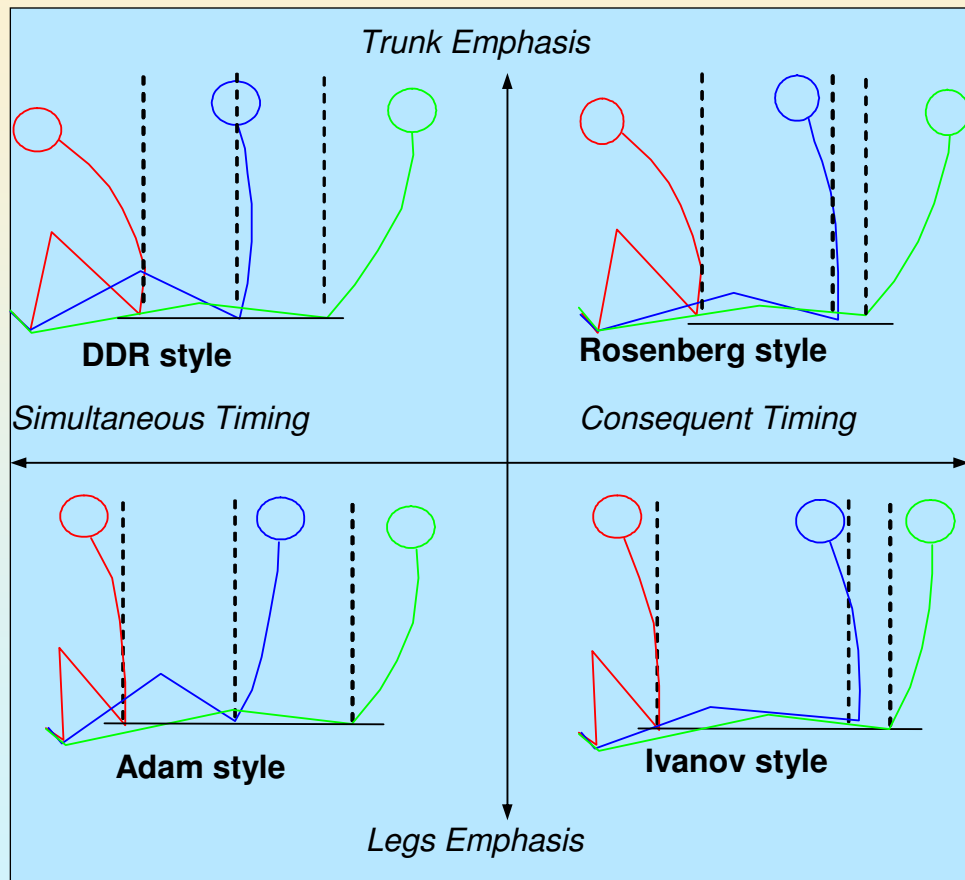 Trunk Emphasis
DDR style
Rosenberg style
Simultaneous Timing
Consequent Timing
Adam style
Ivanov style
Legs Emphasis